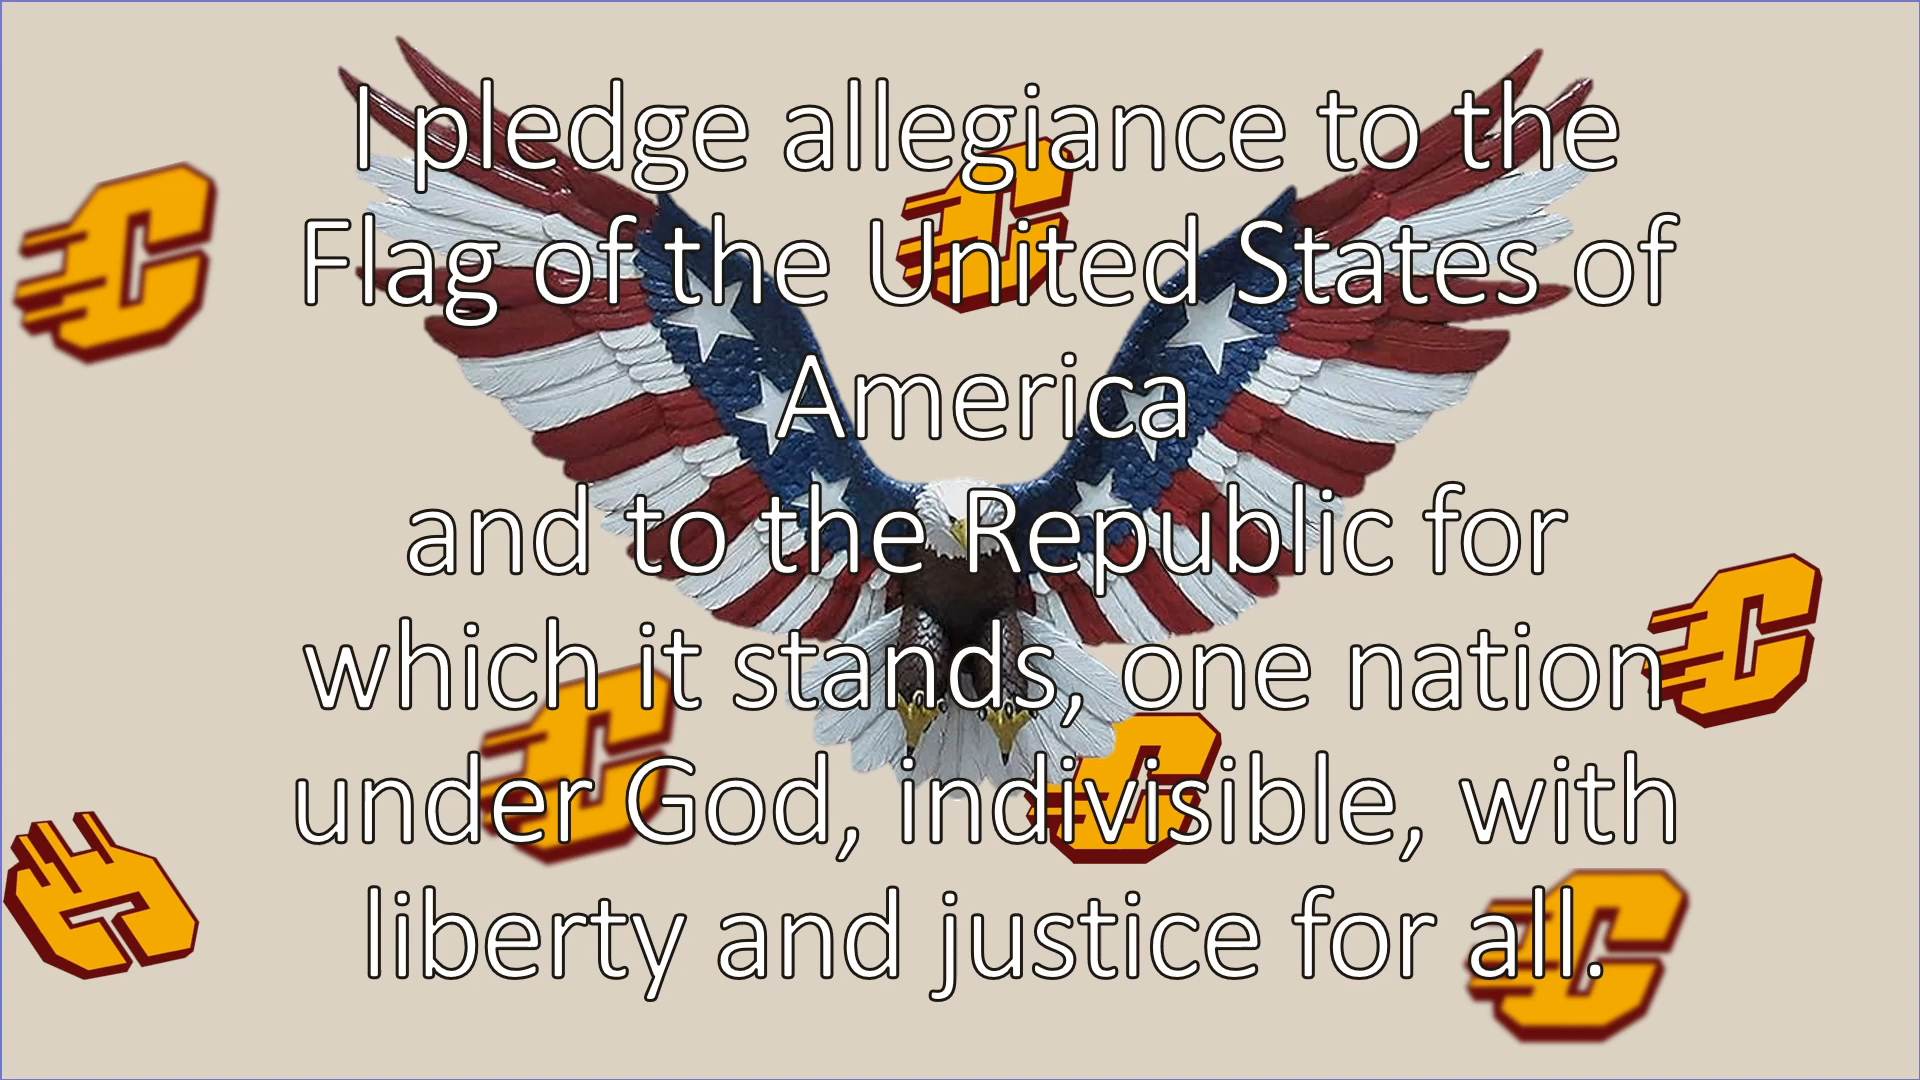 I pledge allegiance to the
Flag of the United States of
America
and to the Republic for
which it stands, one nation
under God, indivisible, with
liberty and justice for all.